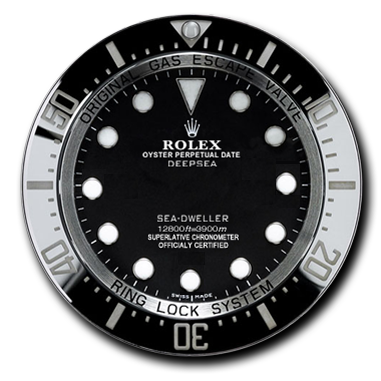 ORIGINAL GAS ESCAPE VALVE
50
10
ROLEX
OYSTER PERPETUAL DATE
DEEPSEA
SEA-DWELLER
12800ft=3900m
SUPERLATIVE CHRONOMETER
OFFICIALY CERTIFIED
40
20
SWISS MADE
RING LOCK SYSTEM
30